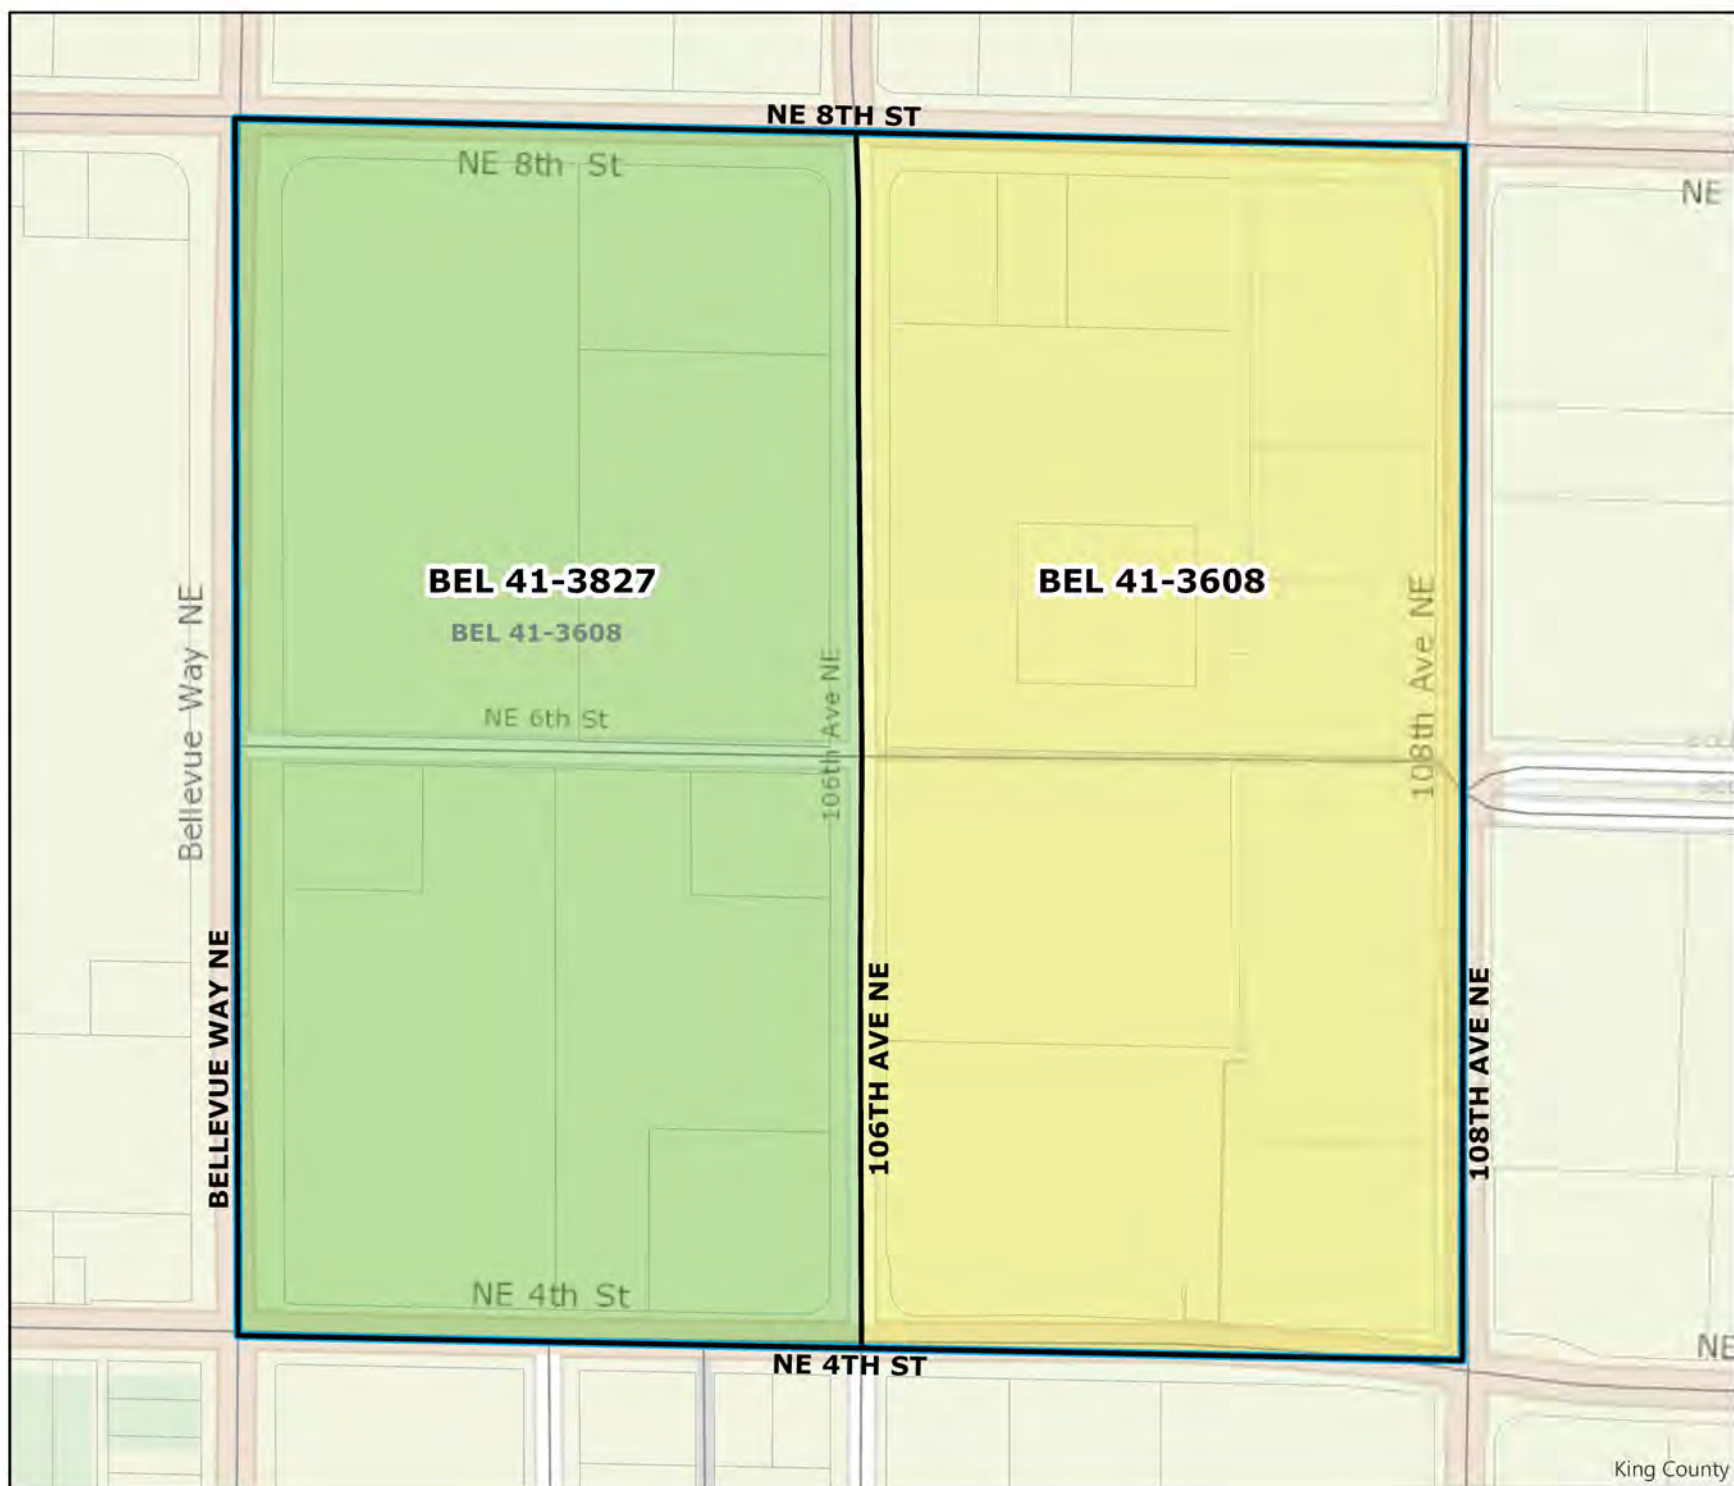 NE 8TH ST
NE 8th St
NE
BEL 41-3827
BEL 41-3608
BEL 41-3608
Bellevue Way NE
NE 6th St
106th Ave NE
108th Ave NE
BELLEVUE WAY NE
106TH AVE NE
108TH AVE NE
NE 4th St
NE
NE 4TH ST
King County